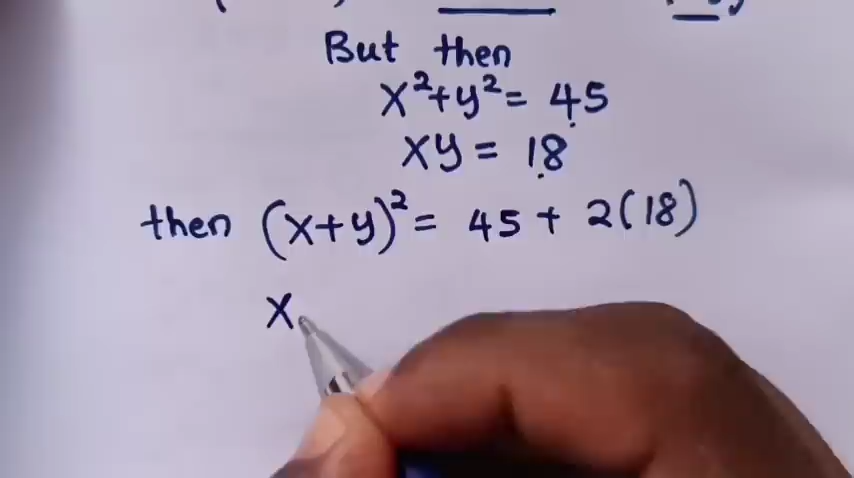 But then
x²+y²= 45
xy = 18
then (x+y)²= 45 + 2(18)
x